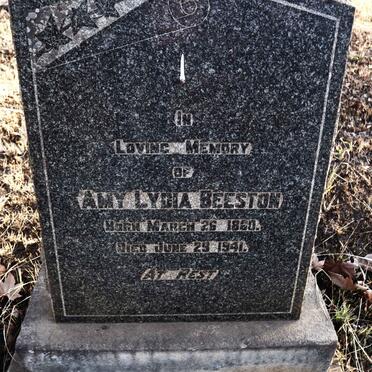 In
Loving Memory
of
Amy Lydia Beeston
Born March 26 1860.
Died June 29 1941.
At Rest